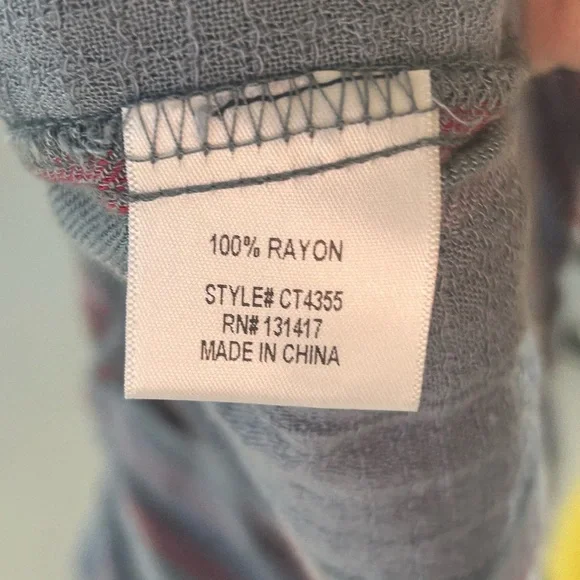 100% RAYON
STYLE# CT4355
RN# 131417
MADE IN CHINA